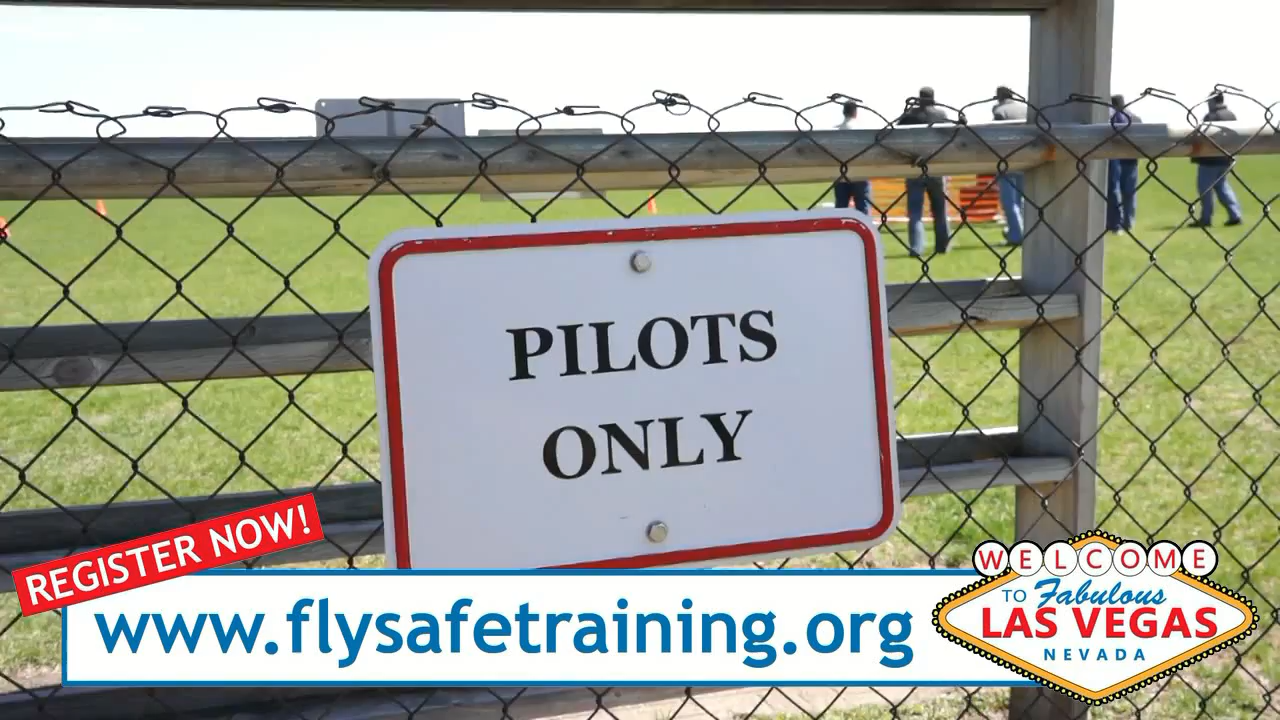 PILOTS
ONLY
REGISTER NOW!
www.flysafetraining.org
WELCOME
TO Fabulous
LAS VEGAS
NEVADA